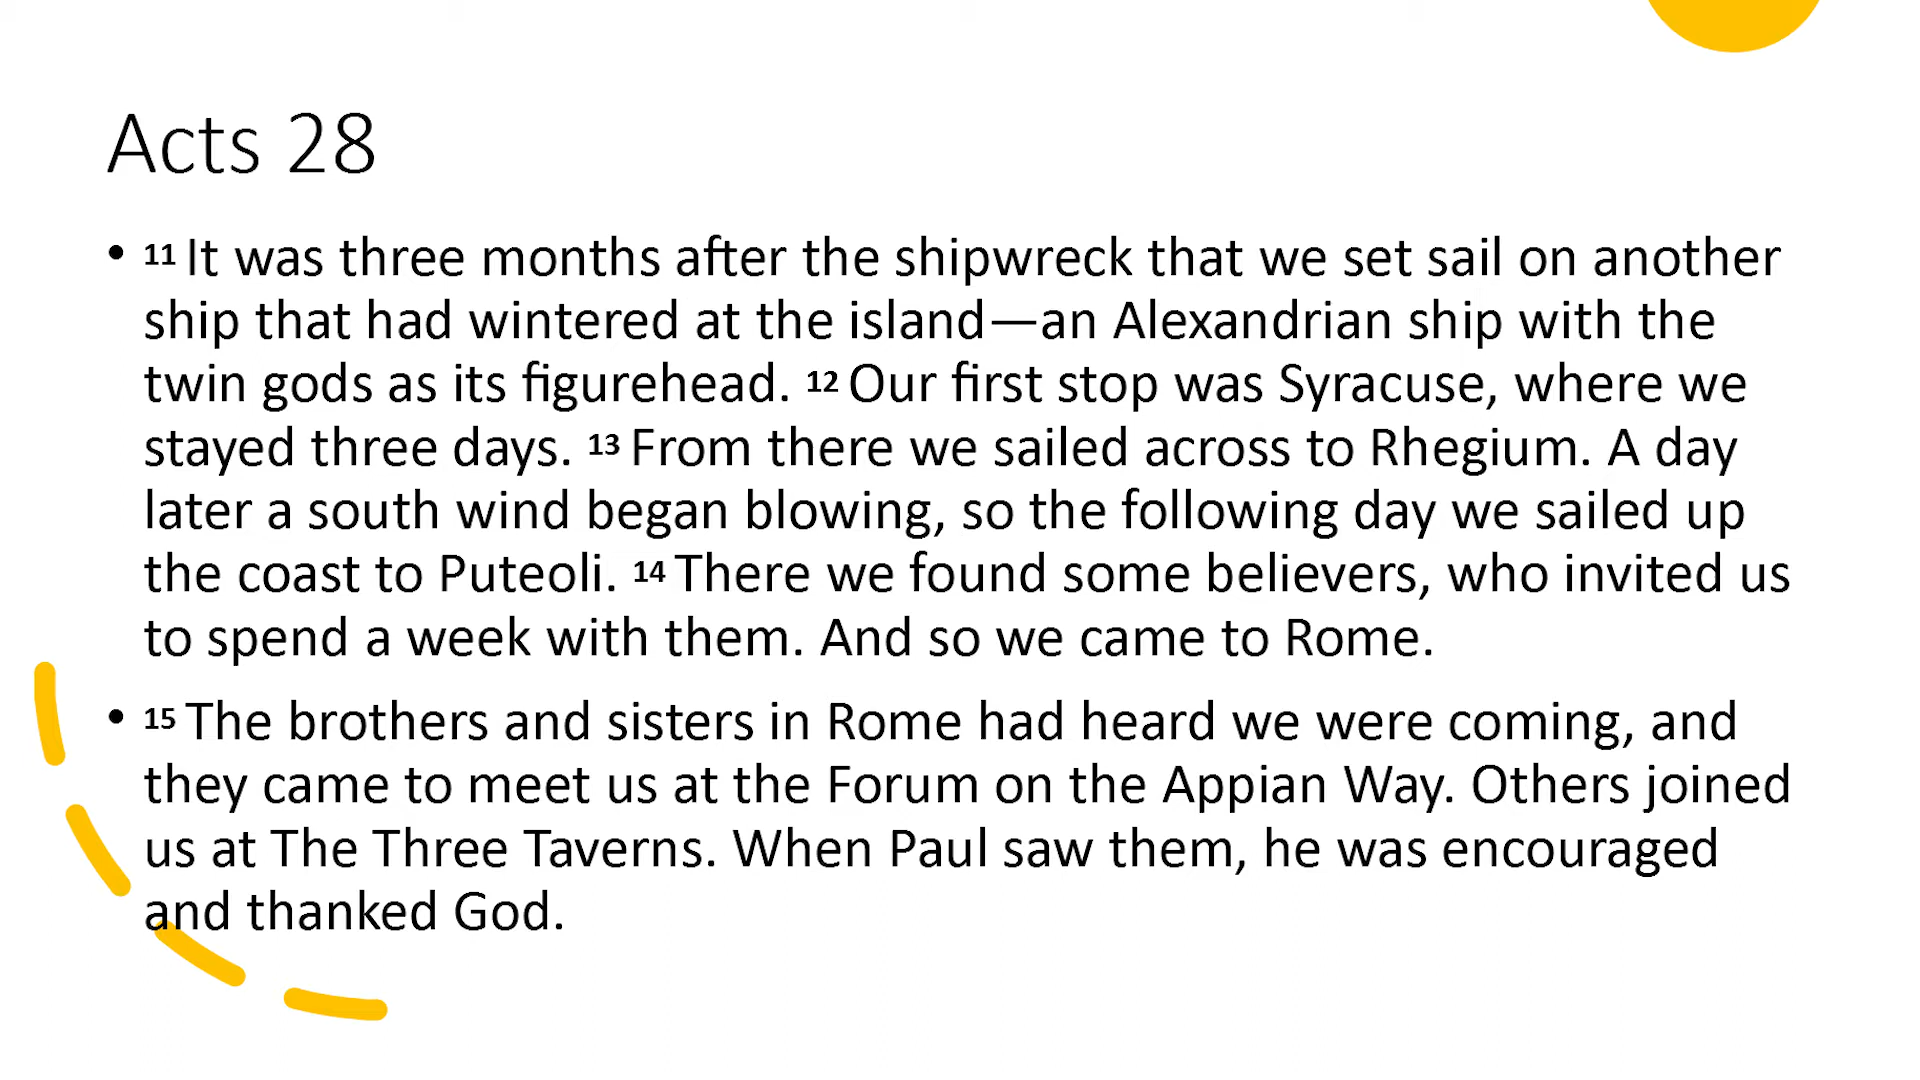 Acts 28
• 11 It was three months after the shipwreck that we set sail on another
ship that had wintered at the island—an Alexandrian ship with the
twin gods as its figurehead. 12 Our first stop was Syracuse, where we
stayed three days. 13 From there we sailed across to Rhegium. A day
later a south wind began blowing, so the following day we sailed up
the coast to Puteoli. 14 There we found some believers, who invited us
to spend a week with them. And so we came to Rome.
• 15 The brothers and sisters in Rome had heard we were coming, and
they came to meet us at the Forum on the Appian Way. Others joined
us at The Three Taverns. When Paul saw them, he was encouraged
and thanked God.